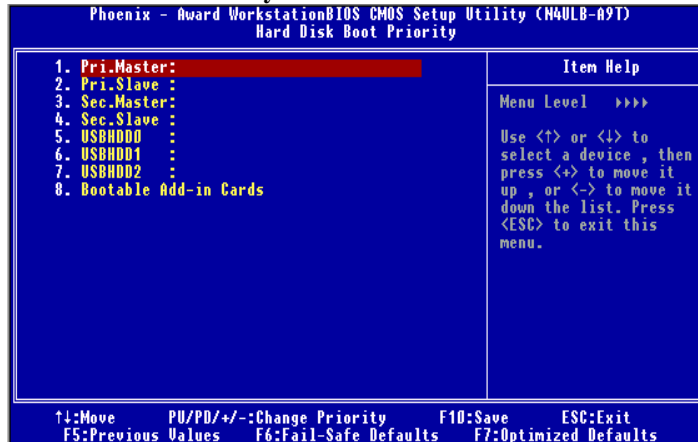 Phoenix - Award WorkstationBIOS CMOS Setup Utility (N4ULB-A9T)
Hard Disk Boot Priority
1. Pri.Master:
2. Pri.Slave :
3. Sec.Master:
4. Sec.Slave :
5. USBHDD0 :
6. USBHDD1 :
7. USBHDD2 :
8. Bootable Add-in Cards
Item Help
Menu Level ►►►►
Use <↑> or <↓> to
select a device , then
press <+> to move it
up , or <-> to move it
down the list. Press
<ESC> to exit this
menu.
↑↓:Move PU/PD/+/-:Change Priority F10:Save ESC:Exit
F5:Previous Values F6:Fail-Safe Defaults F7:Optimized Defaults